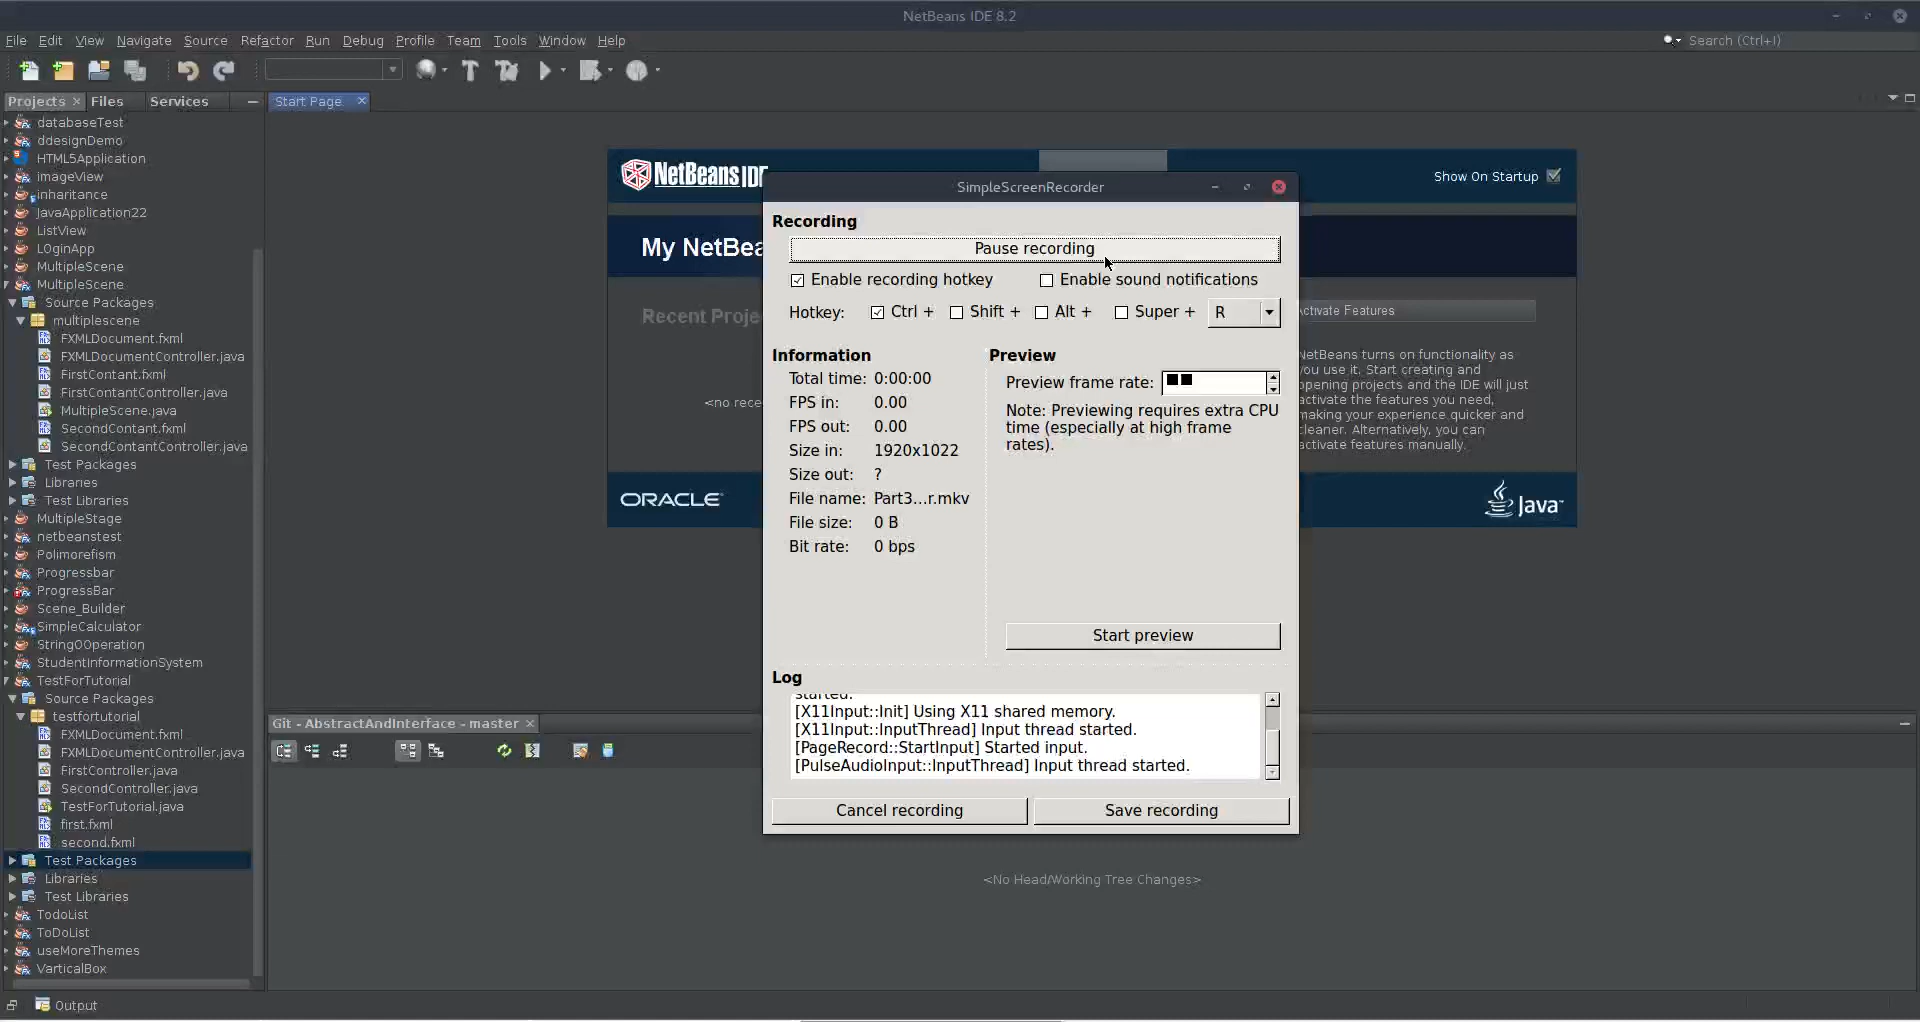 NetBeans IDE 8.2
File Edit View Navigate Source Refactor Run Debug Profile Team Tools Window Help
Search (Ctrl+I)
Projects Files Services
Start Page
databaseTest
ddesignDemo
HTML5Application
imageView
inheritance
JavaApplication22
ListView
LOginApp
MultipleScene
MultipleScene
Source Packages
multiplescene
FXMLDocument.fxml
FXMLDocumentController.java
FirstContant.fxml
FirstContantController.java
MultipleScene.java
SecondContant.fxml
SecondContantController.java
Test Packages
Libraries
Test Libraries
MultipleStage
netbeanstest
Polimorefism
Progressbar
ProgressBar
Scene_Builder
SimpleCalculator
StringOOperation
StudentInformationSystem
TestForTutorial
Source Packages
testfortutorial
FXMLDocument.fxml
FXMLDocumentController.java
FirstController.java
SecondController.java
TestForTutorial.java
first.fxml
second.fxml
Test Packages
Libraries
Test Libraries
TodoList
ToDoList
useMoreThemes
VarticalBox
Output
NetBeans IDE
Show On Startup
My NetBea
Recent Proje
<no rece
ctivate Features
NetBeans turns on functionality as
you use it. Start creating and
opening projects and the IDE will just
activate the features you need,
making your experience quicker and
cleaner. Alternatively, you can
activate features manually.
ORACLE
Java
SimpleScreenRecorder
Recording
Pause recording
Enable recording hotkey Enable sound notifications
Hotkey: Ctrl + Shift + Alt + Super + R
Information
Total time: 0:00:00
FPS in: 0.00
FPS out: 0.00
Size in: 1920x1022
Size out: ?
File name: Part3...r.mkv
File size: 0 B
Bit rate: 0 bps
Preview
Preview frame rate:
Note: Previewing requires extra CPU
time (especially at high frame
rates).
Start preview
Log
started.
[X11Input::Init] Using X11 shared memory.
[X11Input::InputThread] Input thread started.
[PageRecord::StartInput] Started input.
[PulseAudioInput::InputThread] Input thread started.
Cancel recording Save recording
Git - AbstractAndInterface - master
<No Head/Working Tree Changes>